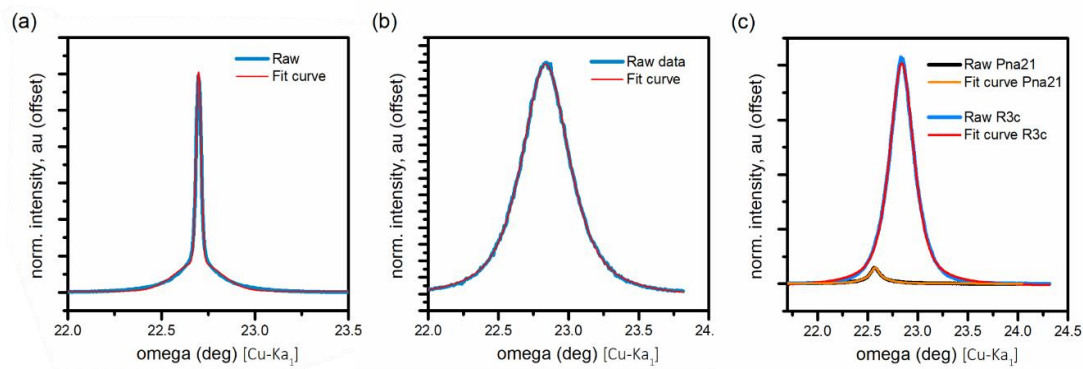 (a)
norm. intensity, au (offset)
Raw
Fit curve
22.0 22.5 23.0 23.5
omega (deg) [Cu-Ka₁]
(b)
norm. intensity, au (offset)
Raw data
Fit curve
22.0 22.5 23.0 23.5 24.
omega (deg) [Cu-Ka₁]
(c)
norm. intensity, au (offset)
Raw Pna21
Fit curve Pna21
Raw R3c
Fit curve R3c
22.0 22.5 23.0 23.5 24.0 24.5
omega (deg) [Cu-Ka₁]